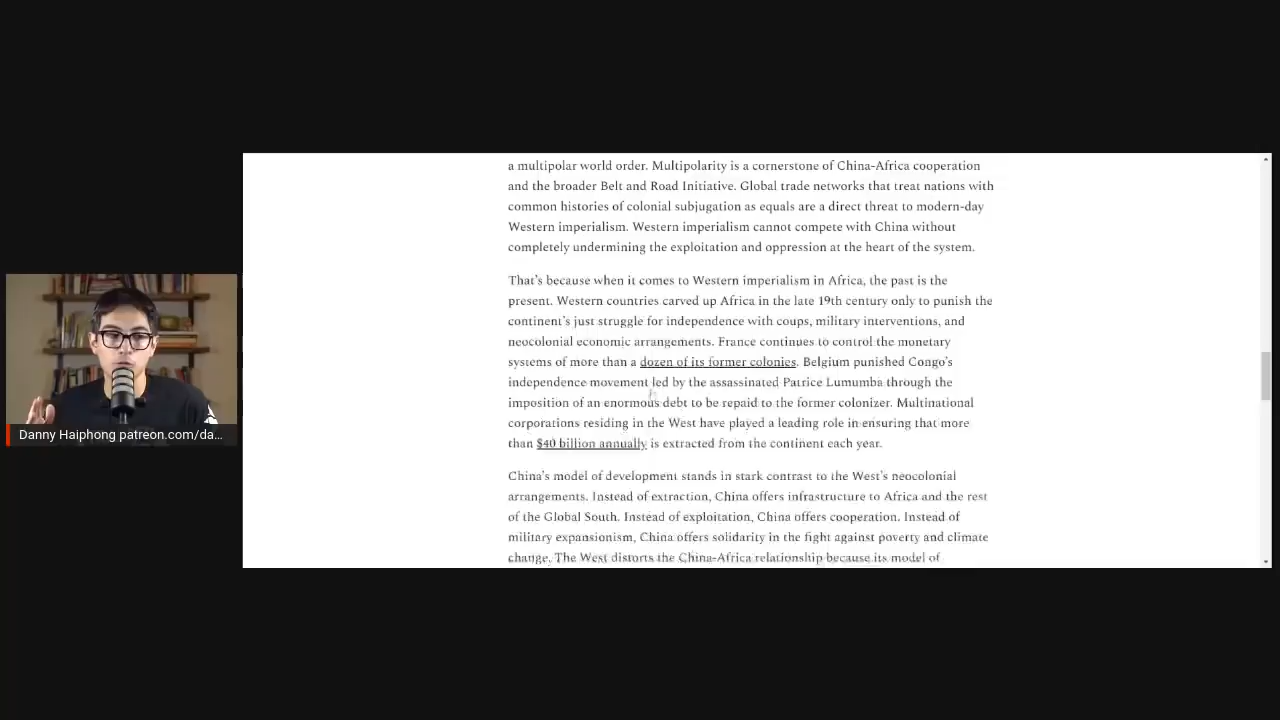 a multipolar world order. Multipolarity is a cornerstone of China-Africa cooperation
and the broader Belt and Road Initiative. Global trade networks that treat nations with
common histories of colonial subjugation as equals are a direct threat to modern-day
Western imperialism. Western imperialism cannot compete with China without
completely undermining the exploitation and oppression at the heart of the system.
That's because when it comes to Western imperialism in Africa, the past is the
present. Western countries carved up Africa in the late 19th century only to punish the
continent's just struggle for independence with coups, military interventions, and
neocolonial economic arrangements. France continues to control the monetary
systems of more than a dozen of its former colonies. Belgium punished Congo's
independence movement led by the assassinated Patrice Lumumba through the
imposition of an enormous debt to be repaid to the former colonizer. Multinational
corporations residing in the West have played a leading role in ensuring that more
than $40 billion annually is extracted from the continent each year.
China's model of development stands in stark contrast to the West's neocolonial
arrangements. Instead of extraction, China offers infrastructure to Africa and the rest
of the Global South. Instead of exploitation, China offers cooperation. Instead of
military expansionism, China offers solidarity in the fight against poverty and climate
change. The West distorts the China-Africa relationship because its model of
Danny Haiphong patreon.com/da...